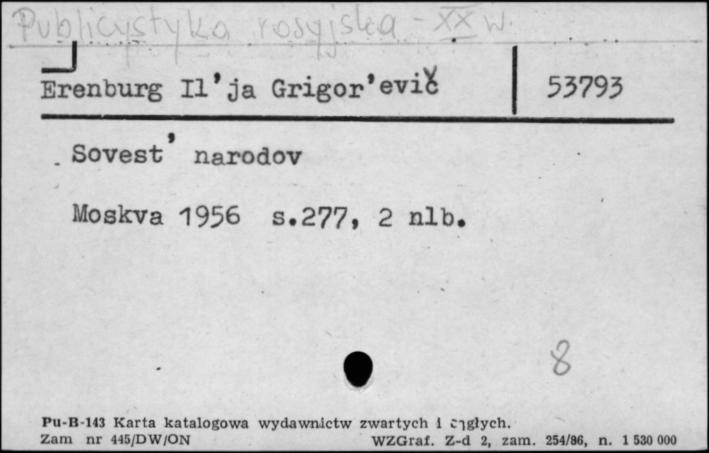 Publicystyka rosyjska - XX w.
Erenburg Il'ja Grigor'evič 53793
Sovest' narodov
Moskva 1956 s.277, 2 nlb.
8
Pu-B-143 Karta katalogowa wydawnictw zwartych i ciągłych.
Zam nr 445/DW/ON WZGraf. Z-d 2, zam. 254/86, n. 1 530 000